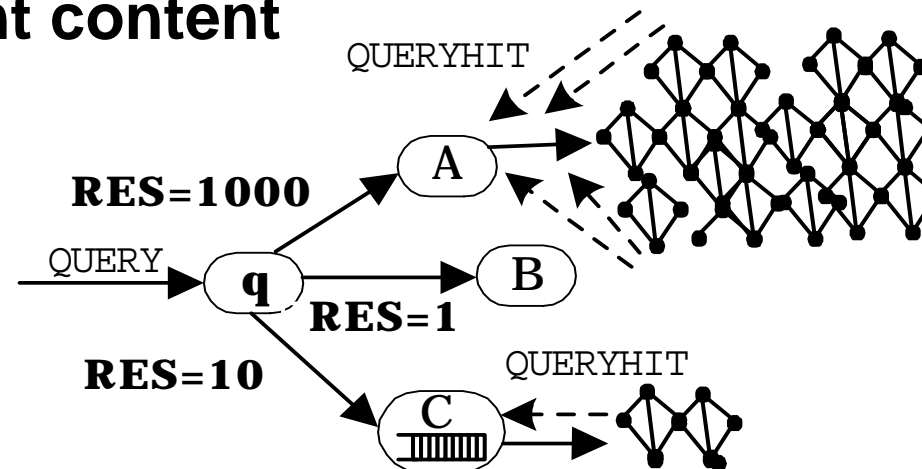 nt content
QUERYHIT
A
RES=1000
QUERY
q
B
RES=1
RES=10
QUERYHIT
C